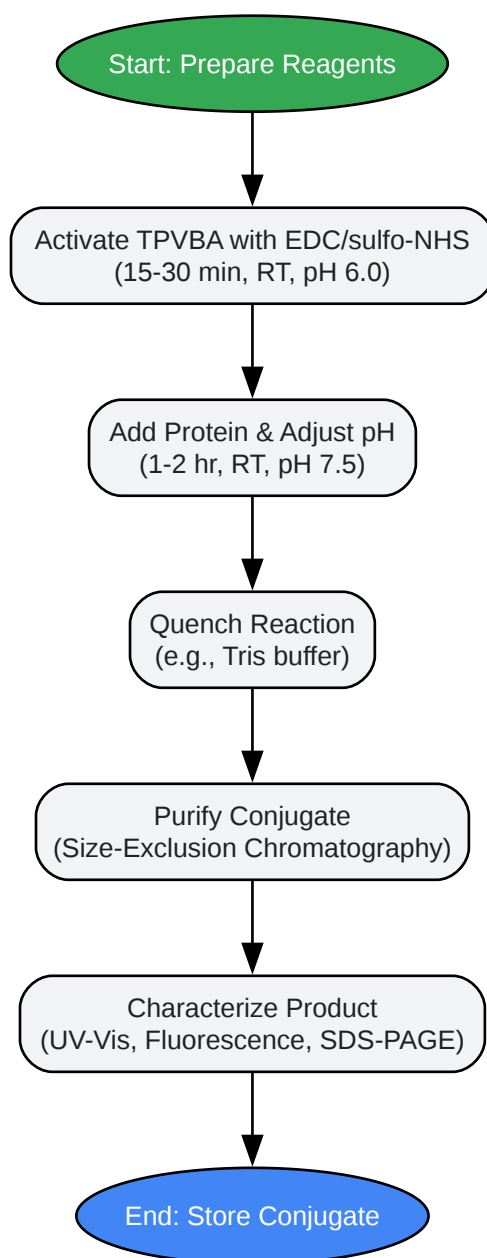 Start: Prepare Reagents
Activate TPVBA with EDC/sulfo-NHS
(15-30 min, RT, pH 6.0)
Add Protein & Adjust pH
(1-2 hr, RT, pH 7.5)
Quench Reaction
(e.g., Tris buffer)
Purify Conjugate
(Size-Exclusion Chromatography)
Characterize Product
(UV-Vis, Fluorescence, SDS-PAGE)
End: Store Conjugate